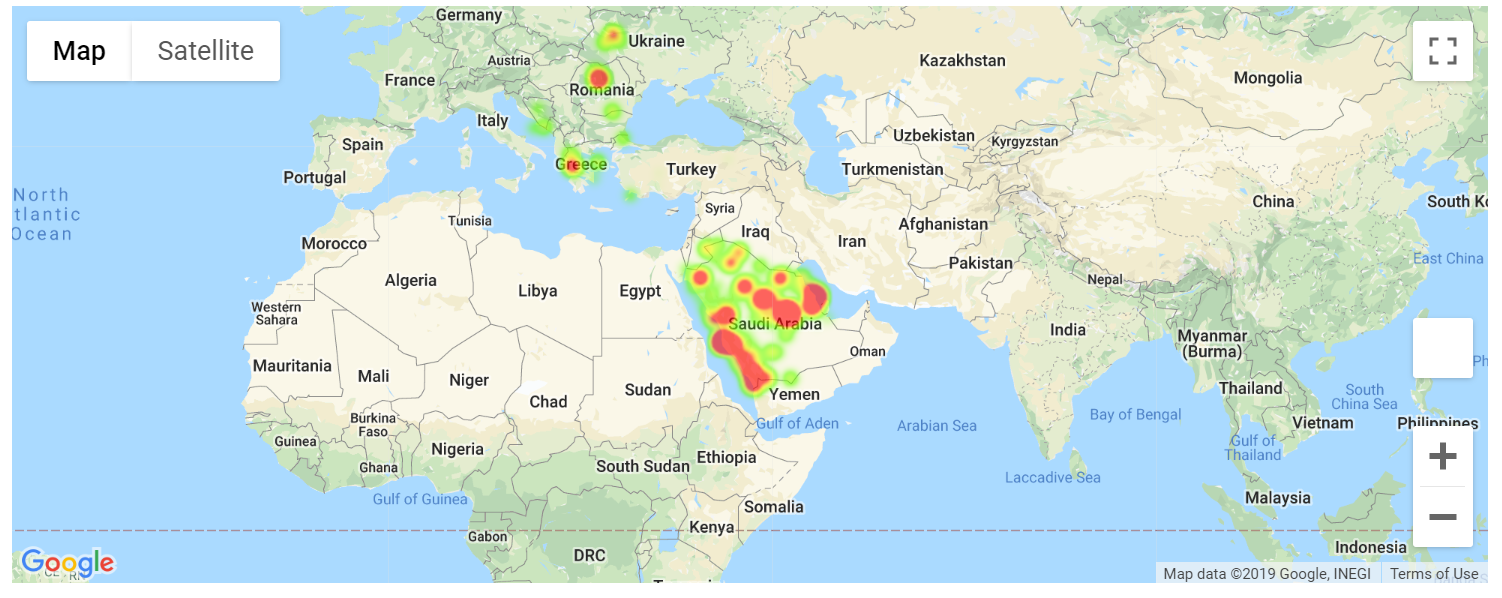 Germany
Map
Satellite
Ukraine
Austria
France
Romania
Kazakhstan
Mongolia
Italy
Spain
Uzbekistan
Kyrgyzstan
Portugal
Greece
Turkey
Turkmenistan
North
tlantic
Ocean
Tunisia
Syria
China
South Ko
Morocco
Iraq
Iran
Afghanistan
Pakistan
East China
Algeria
Libya
Egypt
Nepal
Western
Sahara
Saudi Arabia
India
Myanmar
(Burma)
Oman
Mauritania
Mali
Niger
Chad
Sudan
Yemen
Ph
Thailand
South
China Sea
Burkina
Faso
Gulf of Aden
Arabian Sea
Bay of Bengal
Vietnam
Philippines
Guinea
Nigeria
Ghana
South Sudan
Ethiopia
Gulf of
Thailand
Gulf of Guinea
Laccadive Sea
Malaysia
Somalia
Kenya
Gabon
DRC
Indonesia
Google
Map data ©2019 Google, INEGI
Terms of Use